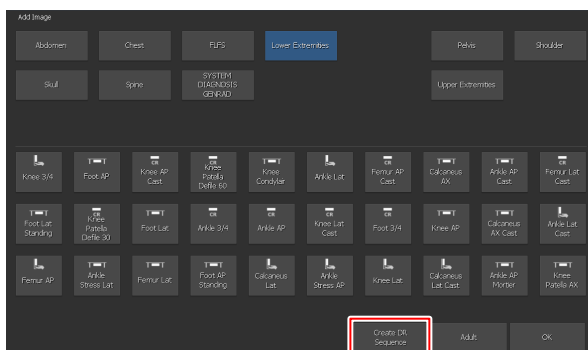 Add Image
Abdomen
Chest
FLFS
Lower Extremities
Pelvis
Shoulder
Skull
Spine
SYSTEM
DIAGNOSIS
GENRAD
Upper Extremities
Knee 3/4
Foot AP
CR
Knee AP
Cast
CR
Knee
Patella
Defile 60
Knee
Condylair
Ankle Lat
CR
Femur AP
Cast
Calcaneus
AX
Ankle AP
Cast
CR
Femur Lat
Cast
Foot Lat
Standing
CR
Knee
Patella
Defile 30
Foot Lat
CR
Ankle 3/4
CR
Ankle AP
CR
Knee Lat
Cast
CR
Foot 3/4
Knee AP
Calcaneus
AX Cast
Ankle Lat
Cast
Femur AP
Ankle
Stress Lat
Femur Lat
Foot AP
Standing
Calcaneus
Lat
Ankle
Stress AP
Knee Lat
Calcaneus
Lat Cast
Ankle AP
Mortier
Knee
Patella AX
Create DR
Sequence
Adult
OK